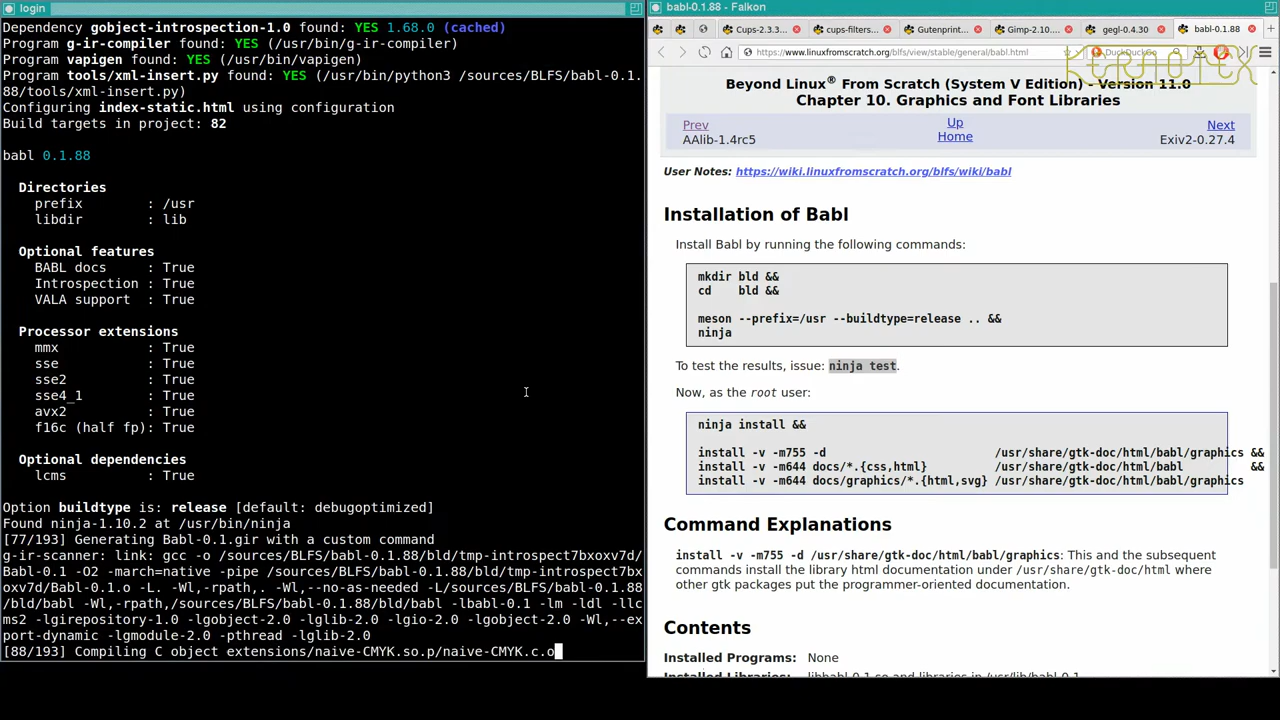 login
Dependency gobject-introspection-1.0 found: YES 1.68.0 (cached)
Program g-ir-compiler found: YES (/usr/bin/g-ir-compiler)
Program vapigen found: YES (/usr/bin/vapigen)
Program tools/xml-insert.py found: YES (/usr/bin/python3 /sources/BLFS/babl-0.1.
88/tools/xml-insert.py)
Configuring index-static.html using configuration
Build targets in project: 82
babl 0.1.88
Directories
prefix : /usr
libdir : lib
Optional features
BABL docs : True
Introspection : True
VALA support : True
Processor extensions
mmx : True
sse : True
sse2 : True
sse4_1 : True
avx2 : True
f16c (half fp): True
Optional dependencies
lcms : True
Option buildtype is: release [default: debugoptimized]
Found ninja-1.10.2 at /usr/bin/ninja
[77/193] Generating Babl-0.1.gir with a custom command
g-ir-scanner: link: gcc -o /sources/BLFS/babl-0.1.88/bld/tmp-introspect7bxoxv7d/
Babl-0.1 -O2 -march=native -pipe /sources/BLFS/babl-0.1.88/bld/tmp-introspect7bx
oxv7d/Babl-0.1.o -L. -Wl,-rpath,. -Wl,--no-as-needed -L/sources/BLFS/babl-0.1.88
/bld/babl -Wl,-rpath,/sources/BLFS/babl-0.1.88/bld/babl -lbabl-0.1 -lm -ldl -llc
ms2 -lgirepository-1.0 -lgobject-2.0 -lglib-2.0 -lgio-2.0 -lgobject-2.0 -Wl,--ex
port-dynamic -lgmodule-2.0 -pthread -lglib-2.0
[88/193] Compiling C object extensions/naive-CMYK.so.p/naive-CMYK.c.o
babl-0.1.88 - Falkon
Cups-2.3.3... cups-filters... Gutenprint... Gimp-2.10.... gegl-0.4.30 babl-0.1.88
https://www.linuxfromscratch.org/blfs/view/stable/general/babl.html DuckDuckGo
KERNOTEX
Beyond Linux® From Scratch (System V Edition) - Version 11.0
Chapter 10. Graphics and Font Libraries
Prev Up Next
AAlib-1.4rc5 Home Exiv2-0.27.4
User Notes: https://wiki.linuxfromscratch.org/blfs/wiki/babl
Installation of Babl
Install Babl by running the following commands:
mkdir bld &&
cd bld &&
meson --prefix=/usr --buildtype=release .. &&
ninja
To test the results, issue: ninja test.
Now, as the root user:
ninja install &&
install -v -m755 -d /usr/share/gtk-doc/html/babl/graphics &&
install -v -m644 docs/*.{css,html} /usr/share/gtk-doc/html/babl &&
install -v -m644 docs/graphics/*.{html,svg} /usr/share/gtk-doc/html/babl/graphics
Command Explanations
install -v -m755 -d /usr/share/gtk-doc/html/babl/graphics: This and the subsequent
commands install the library html documentation under /usr/share/gtk-doc/html where
other gtk packages put the programmer-oriented documentation.
Contents
Installed Programs: None
Installed Libraries: libbabl-0.1.so and libraries in /usr/lib/babl-0.1